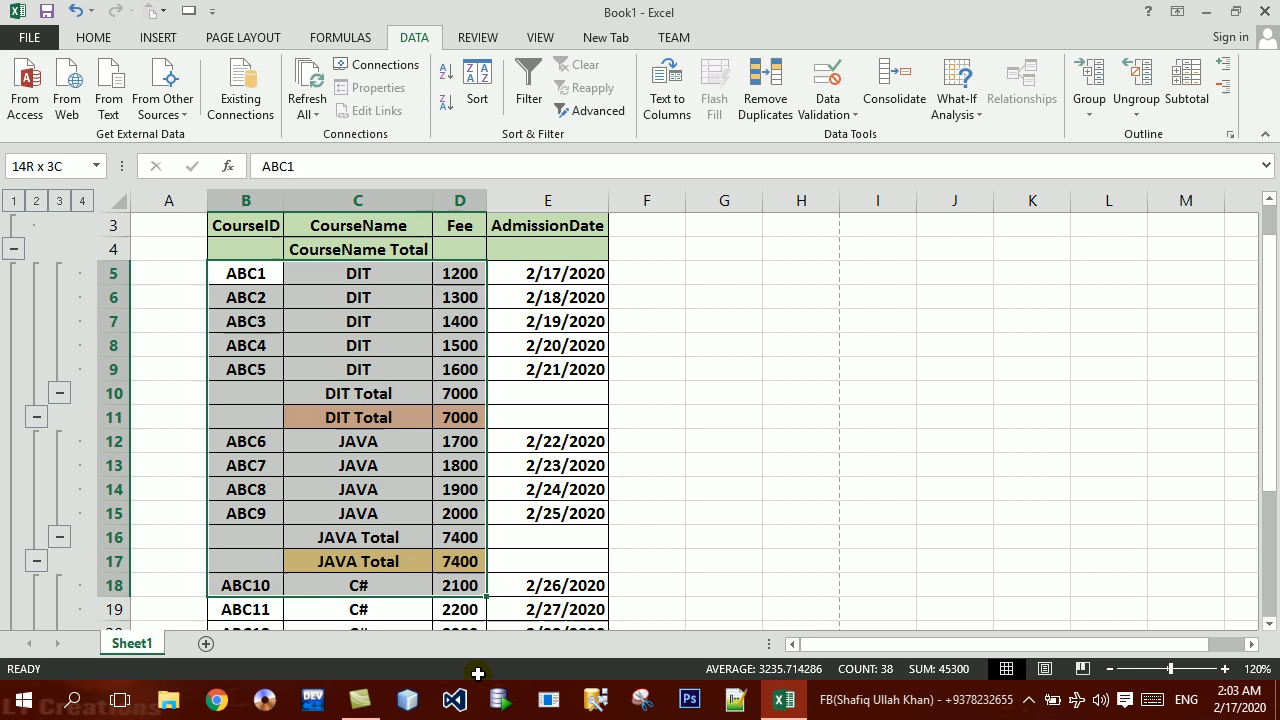 Book1 - Excel
FILE HOME INSERT PAGE LAYOUT FORMULAS DATA REVIEW VIEW New Tab TEAM Sign in
From Access
From Web
From Text
From Other Sources
Existing Connections
Get External Data
Refresh All
Connections
Properties
Edit Links
Connections
Sort
Filter
Clear
Reapply
Advanced
Sort & Filter
Text to Columns
Flash Fill
Remove Duplicates
Data Validation
Consolidate
What-If Analysis
Relationships
Data Tools
Group
Ungroup
Subtotal
Outline
14R x 3C fx ABC1
1 2 3 4 A B C D E F G H I J K L M
3 CourseID CourseName Fee AdmissionDate
4 CourseName Total
5 ABC1 DIT 1200 2/17/2020
6 ABC2 DIT 1300 2/18/2020
7 ABC3 DIT 1400 2/19/2020
8 ABC4 DIT 1500 2/20/2020
9 ABC5 DIT 1600 2/21/2020
10 DIT Total 7000
11 DIT Total 7000
12 ABC6 JAVA 1700 2/22/2020
13 ABC7 JAVA 1800 2/23/2020
14 ABC8 JAVA 1900 2/24/2020
15 ABC9 JAVA 2000 2/25/2020
16 JAVA Total 7400
17 JAVA Total 7400
18 ABC10 C# 2100 2/26/2020
19 ABC11 C# 2200 2/27/2020
Sheet1
READY AVERAGE: 3235.714286 COUNT: 38 SUM: 45300 120%
LT Creations
DEV
Ps
FB(Shafiq Ullah Khan) - +9378232655 ENG
2:03 AM
2/17/2020